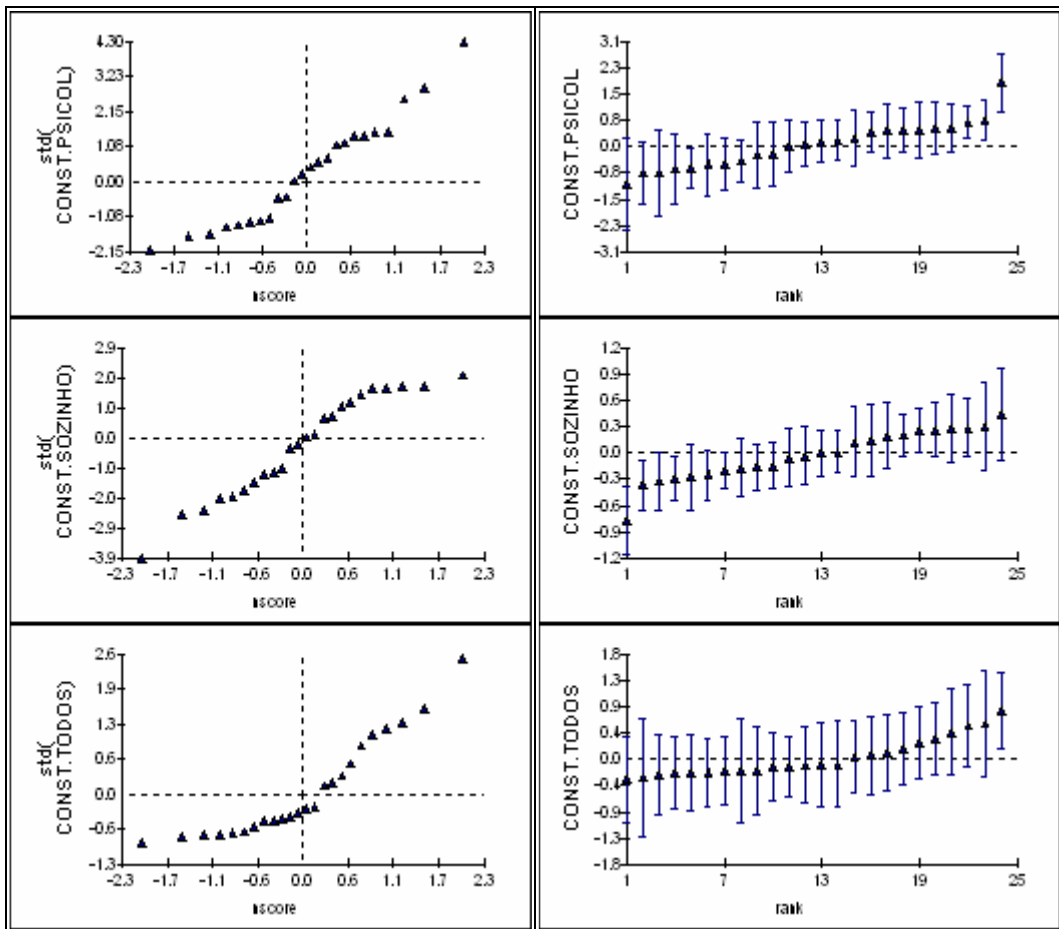 std(
CONST.PSICOL)
4.30
3.23
2.15
1.08
0.00
-1.08
-2.15
-2.3 -1.7 -1.1 -0.6 0.0 0.6 1.1 1.7 2.3
nscore
CONST.PSICOL
3.1
2.3
1.5
0.8
0.0
-0.8
-1.5
-2.3
-3.1
1 7 13 19 25
rank
std(
CONST.SOZINHO)
2.9
2.0
1.0
0.0
-1.0
-2.0
-2.9
-3.9
-2.3 -1.7 -1.1 -0.6 0.0 0.6 1.1 1.7 2.3
nscore
CONST.SOZINHO
1.2
0.9
0.6
0.3
0.0
-0.3
-0.6
-0.9
-1.2
1 7 13 19 25
rank
std(
CONST.TODOS)
2.6
1.9
1.3
0.6
0.0
-0.6
-1.3
-2.3 -1.7 -1.1 -0.6 0.0 0.6 1.1 1.7 2.3
nscore
CONST.TODOS
1.8
1.3
0.9
0.4
0.0
-0.4
-0.9
-1.3
-1.8
1 7 13 19 25
rank